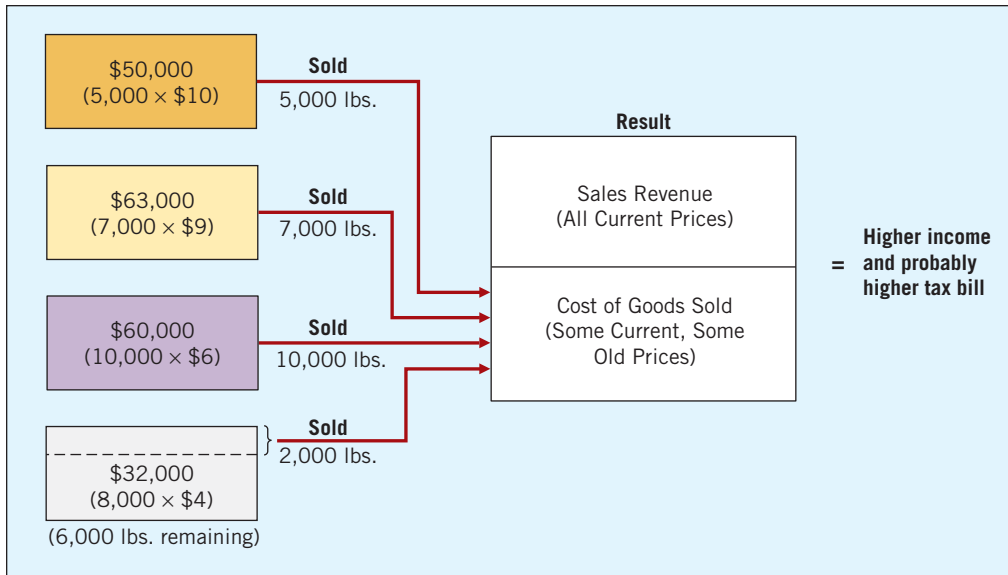 $50,000
(5,000 × $10)
Sold
5,000 lbs.
$63,000
(7,000 × $9)
Sold
7,000 lbs.
$60,000
(10,000 × $6)
Sold
10,000 lbs.
Sold
2,000 lbs.
$32,000
(8,000 × $4)
(6,000 lbs. remaining)
Result
Sales Revenue
(All Current Prices)
Cost of Goods Sold
(Some Current, Some
Old Prices)
=
Higher income
and probably
higher tax bill